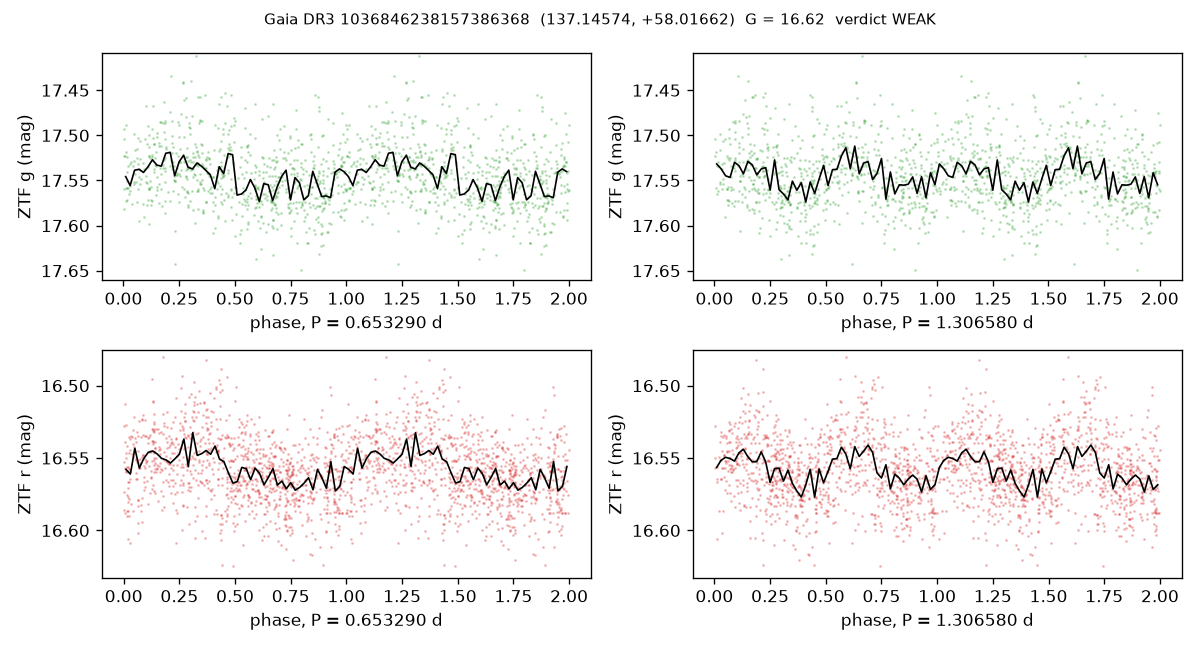 Gaia DR3 1036846238157386368 (137.14574, +58.01662) G = 16.62 verdict WEAK
ZTF g (mag)
17.45
17.50
17.55
17.60
17.65
0.00 0.25 0.50 0.75 1.00 1.25 1.50 1.75 2.00
phase, P = 0.653290 d
ZTF g (mag)
17.45
17.50
17.55
17.60
17.65
0.00 0.25 0.50 0.75 1.00 1.25 1.50 1.75 2.00
phase, P = 1.306580 d
ZTF r (mag)
16.50
16.55
16.60
0.00 0.25 0.50 0.75 1.00 1.25 1.50 1.75 2.00
phase, P = 0.653290 d
ZTF r (mag)
16.50
16.55
16.60
0.00 0.25 0.50 0.75 1.00 1.25 1.50 1.75 2.00
phase, P = 1.306580 d